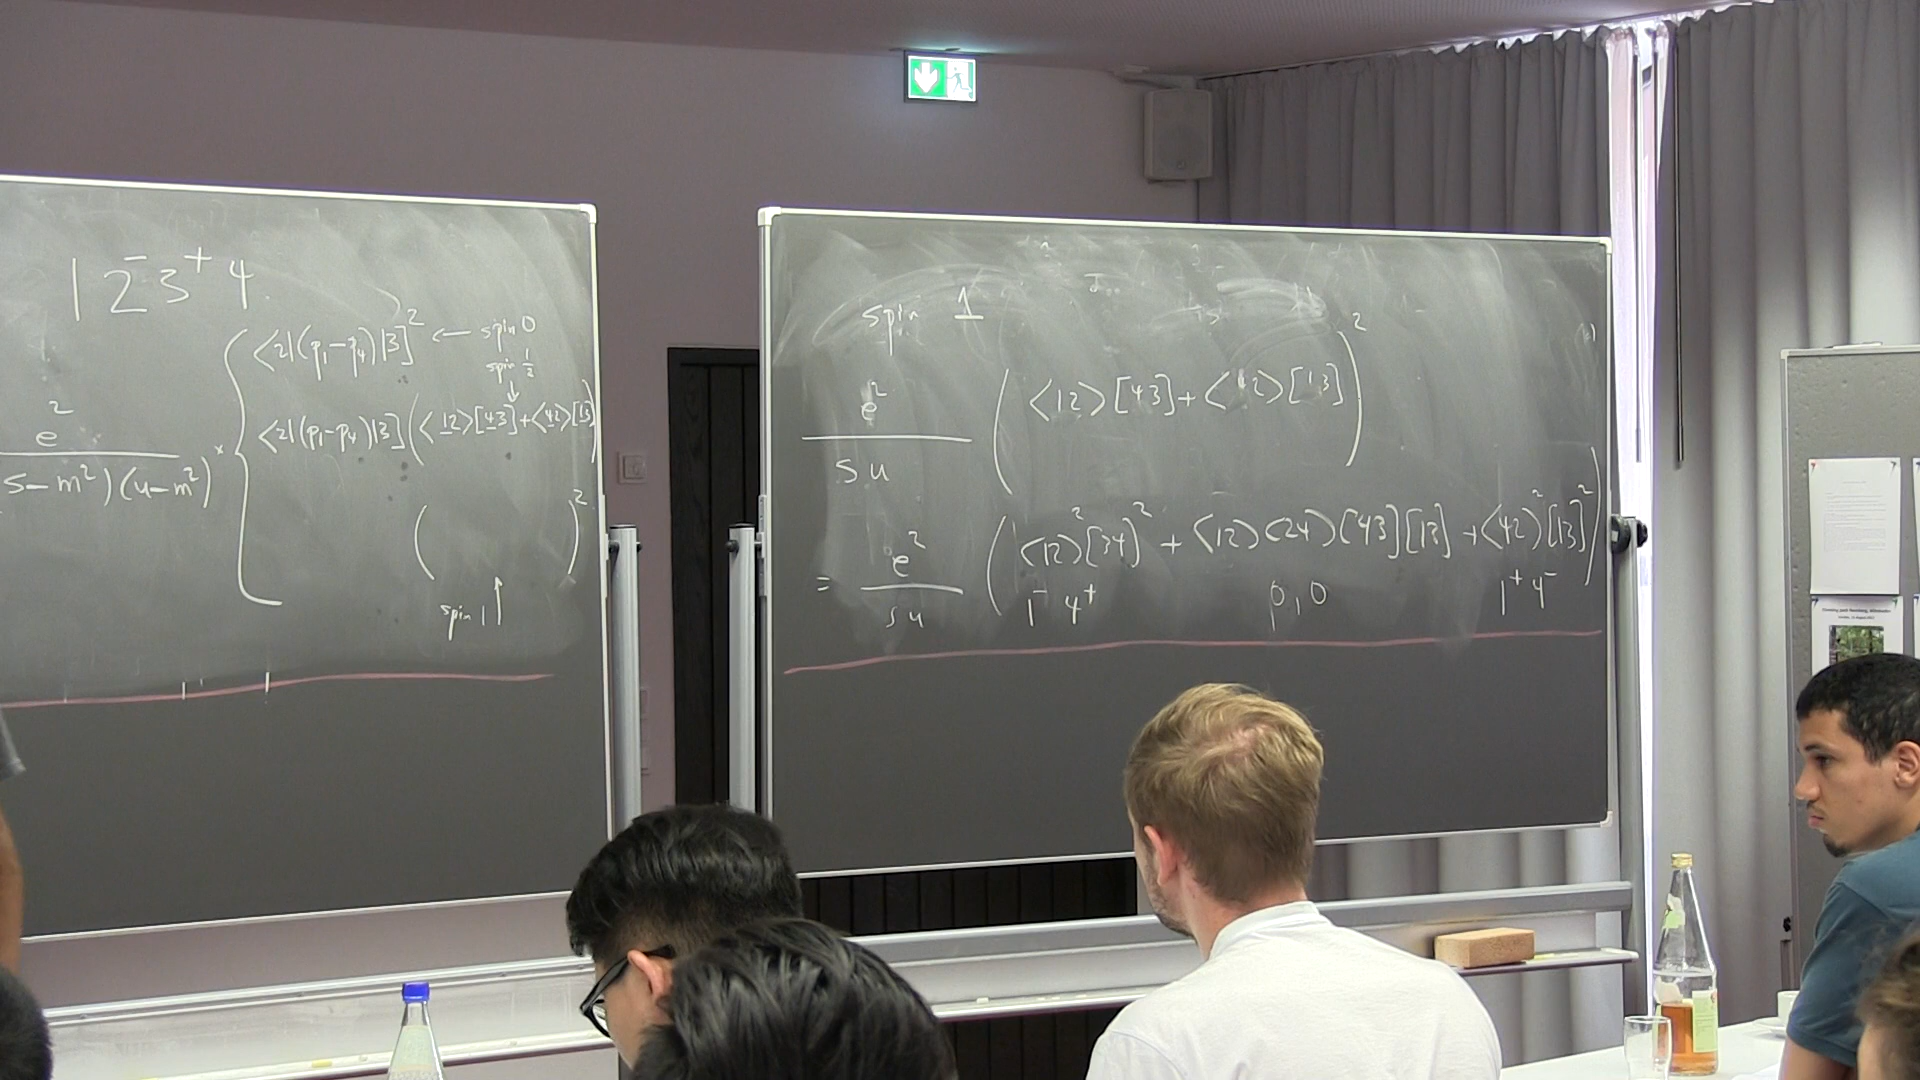 1 2⁻ 3⁺ 4
⟨2|(p₁-p₄)|3]² ← spin 0
spin 1/2
↓
e²
(s-m²)(u-m²) ×
⟨2|(p₁-p₄)|3] (⟨12⟩[43]+⟨42⟩[13]
( )²
spin 1 ↑
spin 1
e²/su (⟨12⟩[43]+⟨42⟩[13])²
= e²/su (⟨12⟩²[34]² + ⟨12⟩⟨24⟩[43][13] + ⟨42⟩²[13]²)
1⁻ 4⁺ 0,0 1⁺ 4⁻